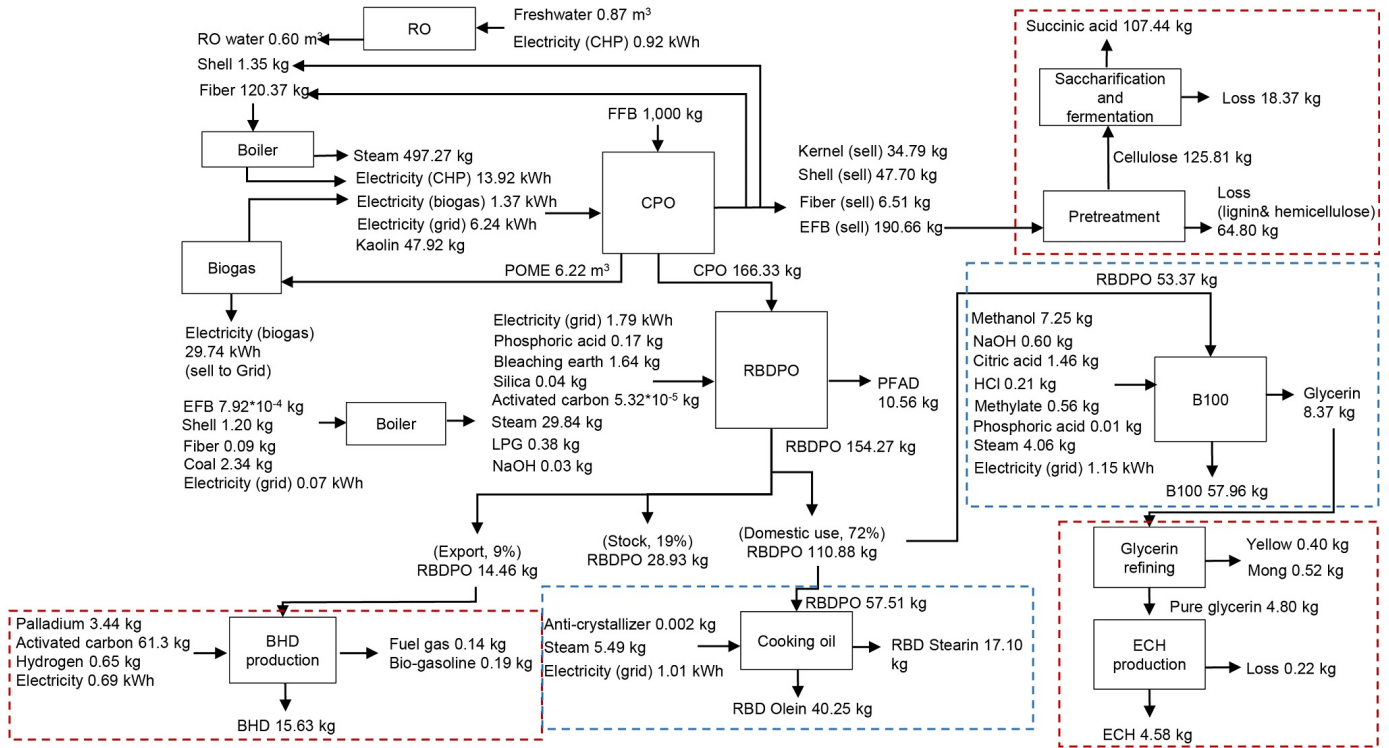 Freshwater 0.87 m³
RO
RO water 0.60 m³
Electricity (CHP) 0.92 kWh
Shell 1.35 kg
Fiber 120.37 kg
Boiler
Steam 497.27 kg
Electricity (CHP) 13.92 kWh
Electricity (biogas) 1.37 kWh
Electricity (grid) 6.24 kWh
Kaolin 47.92 kg
FFB 1,000 kg
CPO
Kernel (sell) 34.79 kg
Shell (sell) 47.70 kg
Fiber (sell) 6.51 kg
EFB (sell) 190.66 kg
Succinic acid 107.44 kg
Saccharification
and
fermentation
Loss 18.37 kg
Cellulose 125.81 kg
Pretreatment
Loss
(lignin& hemicellulose)
64.80 kg
Biogas
POME 6.22 m³
CPO 166.33 kg
Electricity (biogas)
29.74 kWh
(sell to Grid)
EFB 7.92*10⁻⁴ kg
Shell 1.20 kg
Fiber 0.09 kg
Coal 2.34 kg
Electricity (grid) 0.07 kWh
Boiler
Electricity (grid) 1.79 kWh
Phosphoric acid 0.17 kg
Bleaching earth 1.64 kg
Silica 0.04 kg
Activated carbon 5.32*10⁻⁵ kg
Steam 29.84 kg
LPG 0.38 kg
NaOH 0.03 kg
RBDPO
PFAD
10.56 kg
RBDPO 154.27 kg
RBDPO 53.37 kg
Methanol 7.25 kg
NaOH 0.60 kg
Citric acid 1.46 kg
HCl 0.21 kg
Methylate 0.56 kg
Phosphoric acid 0.01 kg
Steam 4.06 kg
Electricity (grid) 1.15 kWh
B100
Glycerin
8.37 kg
B100 57.96 kg
(Export, 9%)
RBDPO 14.46 kg
(Stock, 19%)
RBDPO 28.93 kg
(Domestic use, 72%)
RBDPO 110.88 kg
Palladium 3.44 kg
Activated carbon 61.3 kg
Hydrogen 0.65 kg
Electricity 0.69 kWh
BHD
production
Fuel gas 0.14 kg
Bio-gasoline 0.19 kg
BHD 15.63 kg
RBDPO 57.51 kg
Anti-crystallizer 0.002 kg
Steam 5.49 kg
Electricity (grid) 1.01 kWh
Cooking oil
RBD Stearin 17.10
kg
RBD Olein 40.25 kg
Glycerin
refining
Yellow 0.40 kg
Mong 0.52 kg
Pure glycerin 4.80 kg
ECH
production
Loss 0.22 kg
ECH 4.58 kg